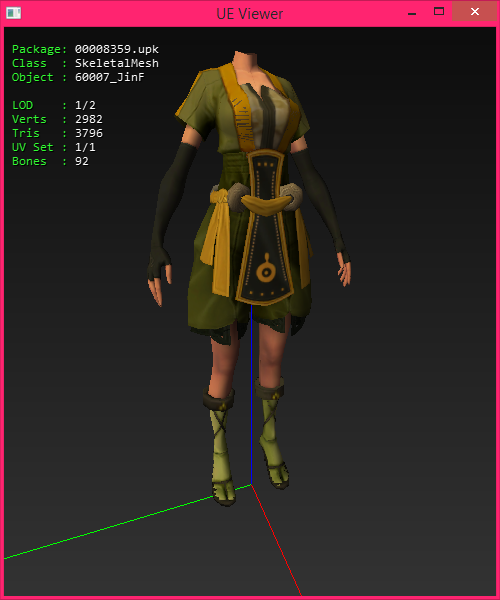 UE Viewer
Package: 00008359.upk
Class : SkeletalMesh
Object : 60007_JinF
LOD : 1/2
Verts : 2982
Tris : 3796
UV Set : 1/1
Bones : 92